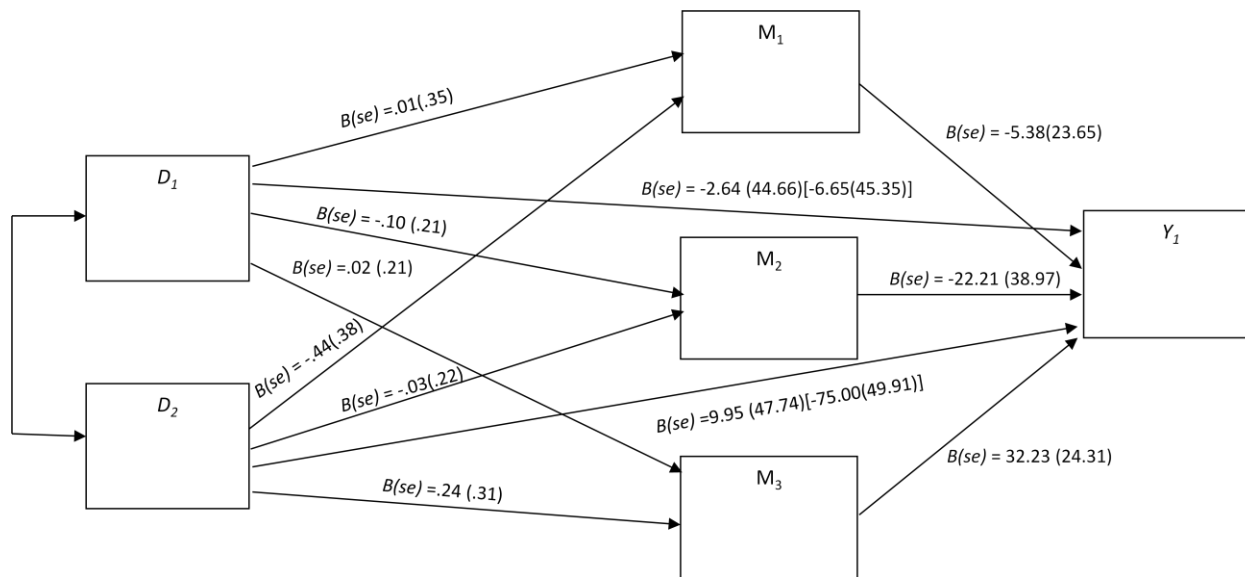 M₁
B(se) =.01(.35)
B(se) = -5.38(23.65)
D₁
B(se) = -2.64 (44.66)[-6.65(45.35)]
B(se) = -.10 (.21)
Y₁
M₂
B(se) =.02 (.21)
B(se) = -22.21 (38.97)
B(se) = -.44(.38)
B(se) = -.03(.22)
D₂
B(se) =9.95 (47.74)[-75.00(49.91)]
B(se) = 32.23 (24.31)
M₃
B(se) =.24 (.31)